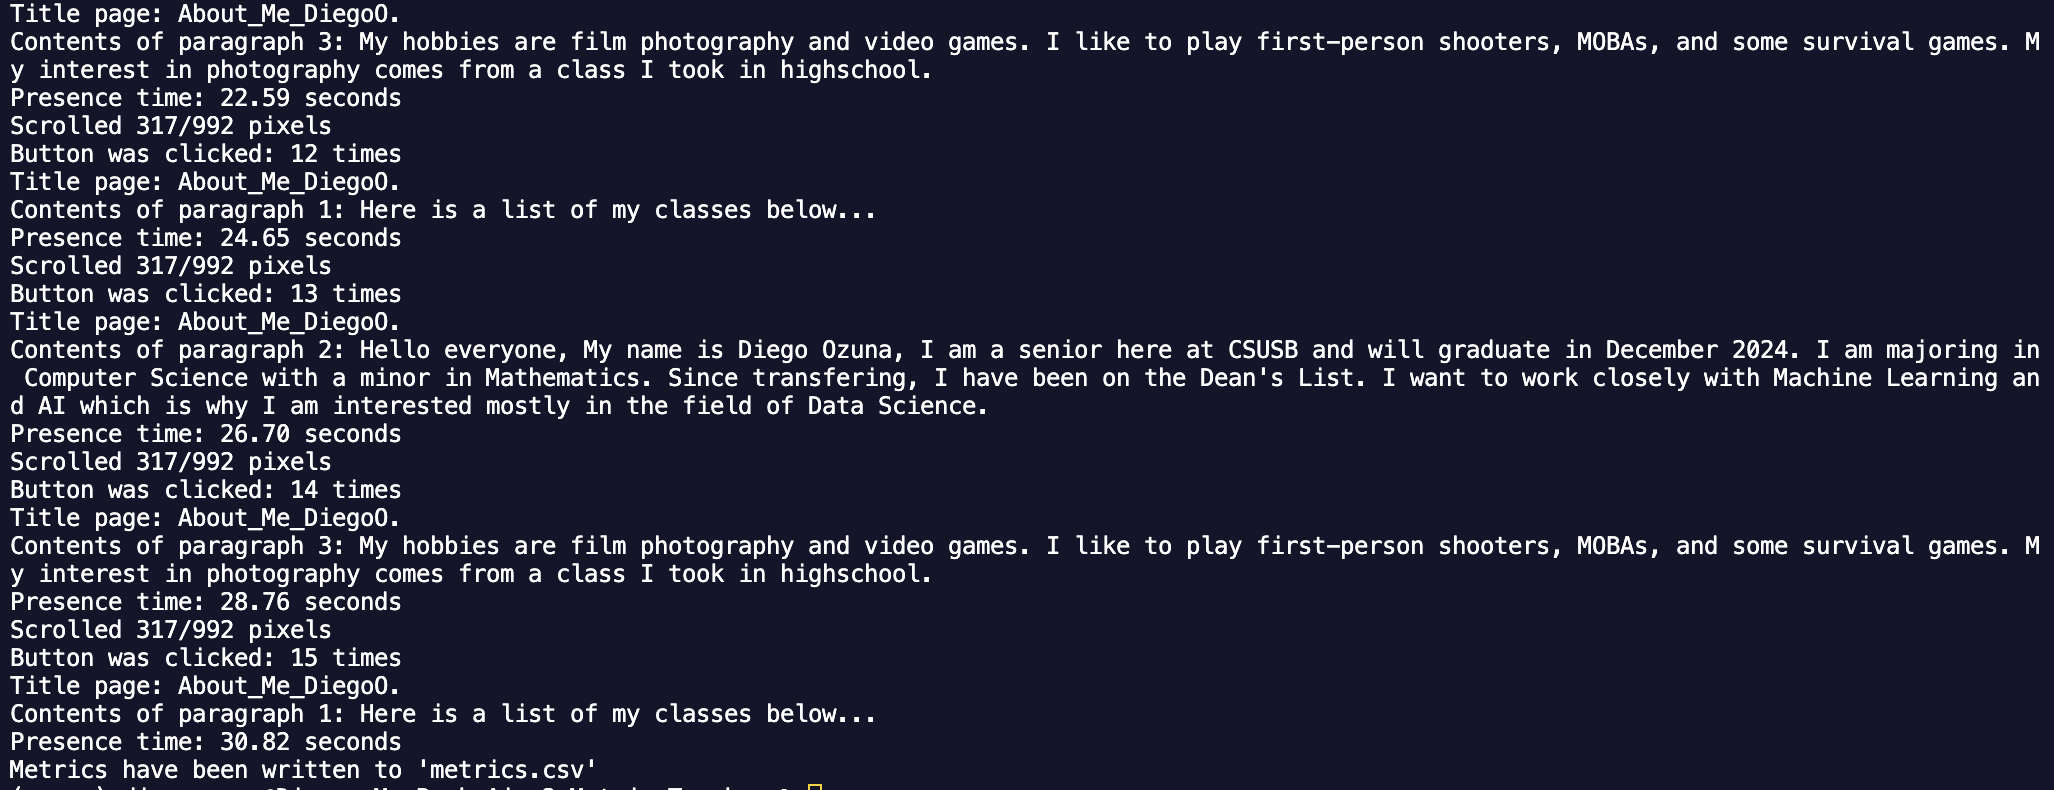 Title page: About_Me_DiegoO.
Contents of paragraph 3: My hobbies are film photography and video games. I like to play first-person shooters, MOBAs, and some survival games. M
y interest in photography comes from a class I took in highschool.
Presence time: 22.59 seconds
Scrolled 317/992 pixels
Button was clicked: 12 times
Title page: About_Me_DiegoO.
Contents of paragraph 1: Here is a list of my classes below...
Presence time: 24.65 seconds
Scrolled 317/992 pixels
Button was clicked: 13 times
Title page: About_Me_DiegoO.
Contents of paragraph 2: Hello everyone, My name is Diego Ozuna, I am a senior here at CSUSB and will graduate in December 2024. I am majoring in
 Computer Science with a minor in Mathematics. Since transfering, I have been on the Dean's List. I want to work closely with Machine Learning an
d AI which is why I am interested mostly in the field of Data Science.
Presence time: 26.70 seconds
Scrolled 317/992 pixels
Button was clicked: 14 times
Title page: About_Me_DiegoO.
Contents of paragraph 3: My hobbies are film photography and video games. I like to play first-person shooters, MOBAs, and some survival games. M
y interest in photography comes from a class I took in highschool.
Presence time: 28.76 seconds
Scrolled 317/992 pixels
Button was clicked: 15 times
Title page: About_Me_DiegoO.
Contents of paragraph 1: Here is a list of my classes below...
Presence time: 30.82 seconds
Metrics have been written to 'metrics.csv'